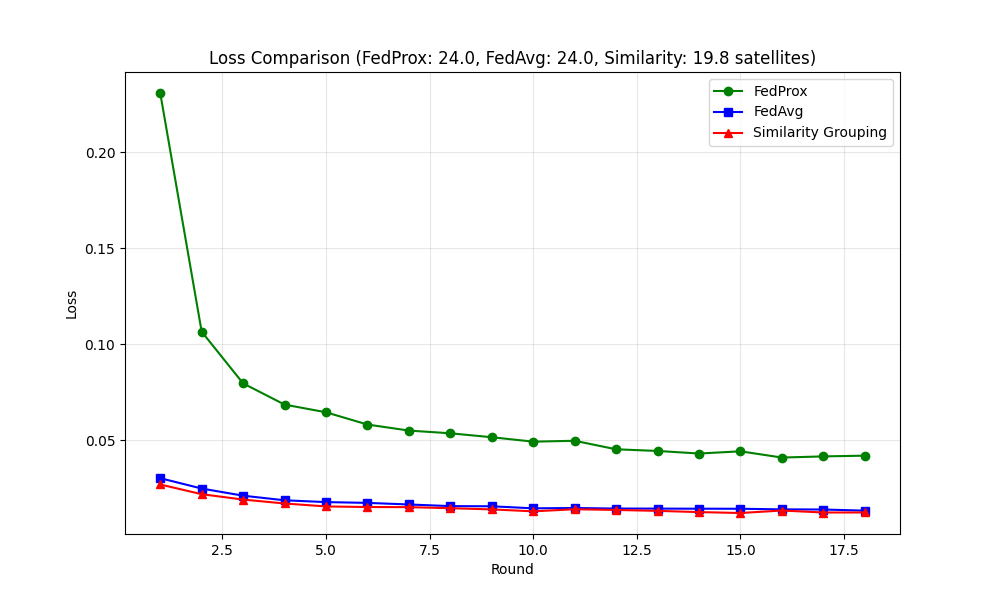 Loss Comparison (FedProx: 24.0, FedAvg: 24.0, Similarity: 19.8 satellites)
FedProx
FedAvg
Similarity Grouping
Loss
0.20
0.15
0.10
0.05
2.5 5.0 7.5 10.0 12.5 15.0 17.5
Round